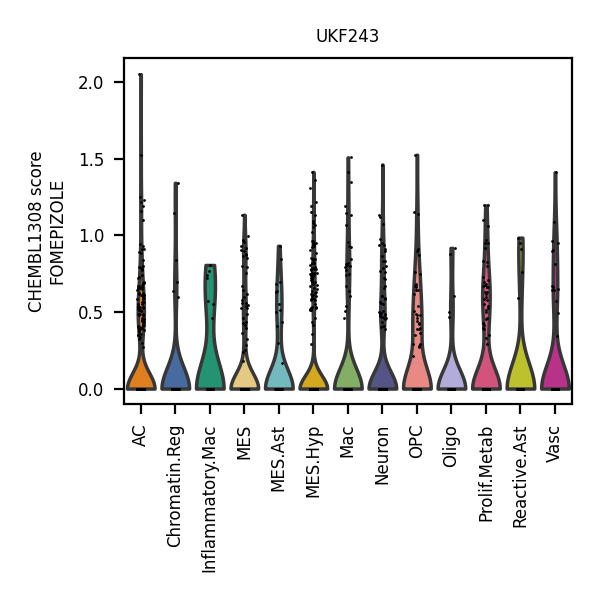 UKF243
CHEMBL1308 score
FOMEPIZOLE
2.0
1.5
1.0
0.5
0.0
AC
Chromatin.Reg
Inflammatory.Mac
MES
MES.Ast
MES.Hyp
Mac
Neuron
OPC
Oligo
Prolif.Metab
Reactive.Ast
Vasc